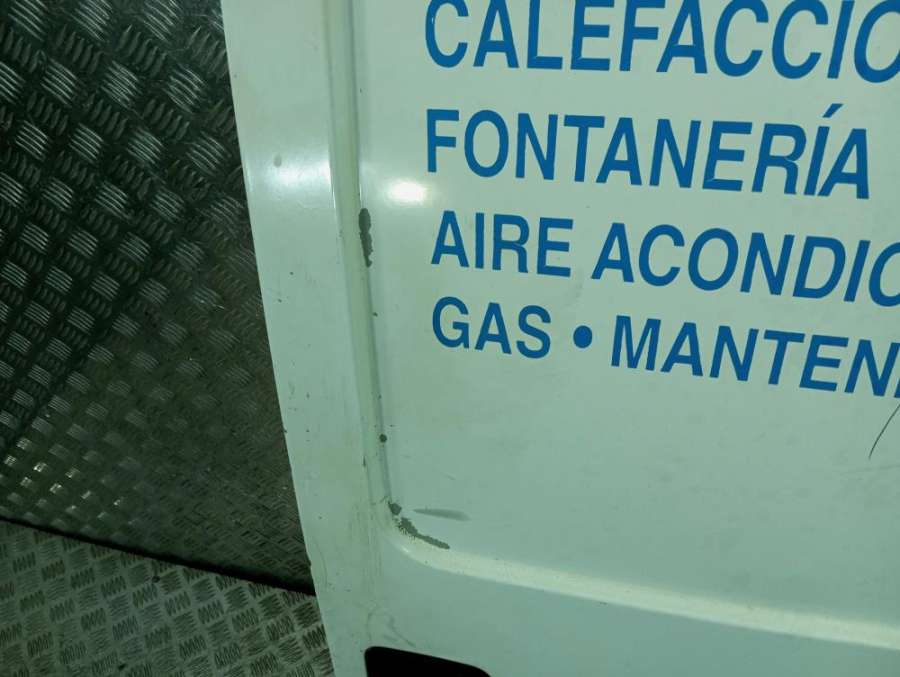 CALEFACCIO
FONTANERÍA
AIRE ACONDIC
GAS • MANTEN